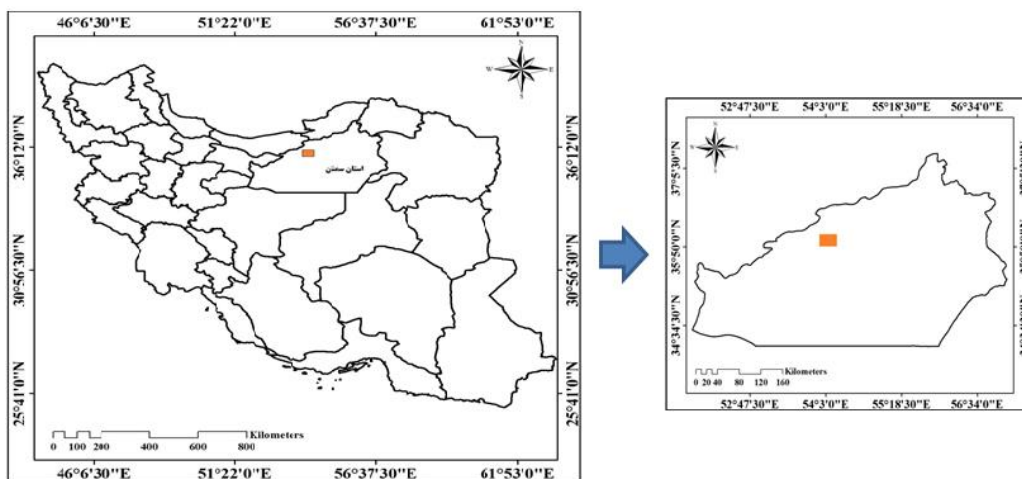 46°6'30"E 51°22'0"E 56°37'30"E 61°53'0"E
N
W E
S
36°12'0"N
36°12'0"N
استان سمنان
30°56'30"N
30°56'30"N
25°41'0"N
25°41'0"N
Kilometers
0 100 200 400 600 800
46°6'30"E 51°22'0"E 56°37'30"E 61°53'0"E
52°47'30"E 54°3'0"E 55°18'30"E 56°34'0"E
N
W E
S
37°5'30"N
35°50'0"N
34°34'30"N
Kilometers
0 20 40 80 120 160
52°47'30"E 54°3'0"E 55°18'30"E 56°34'0"E